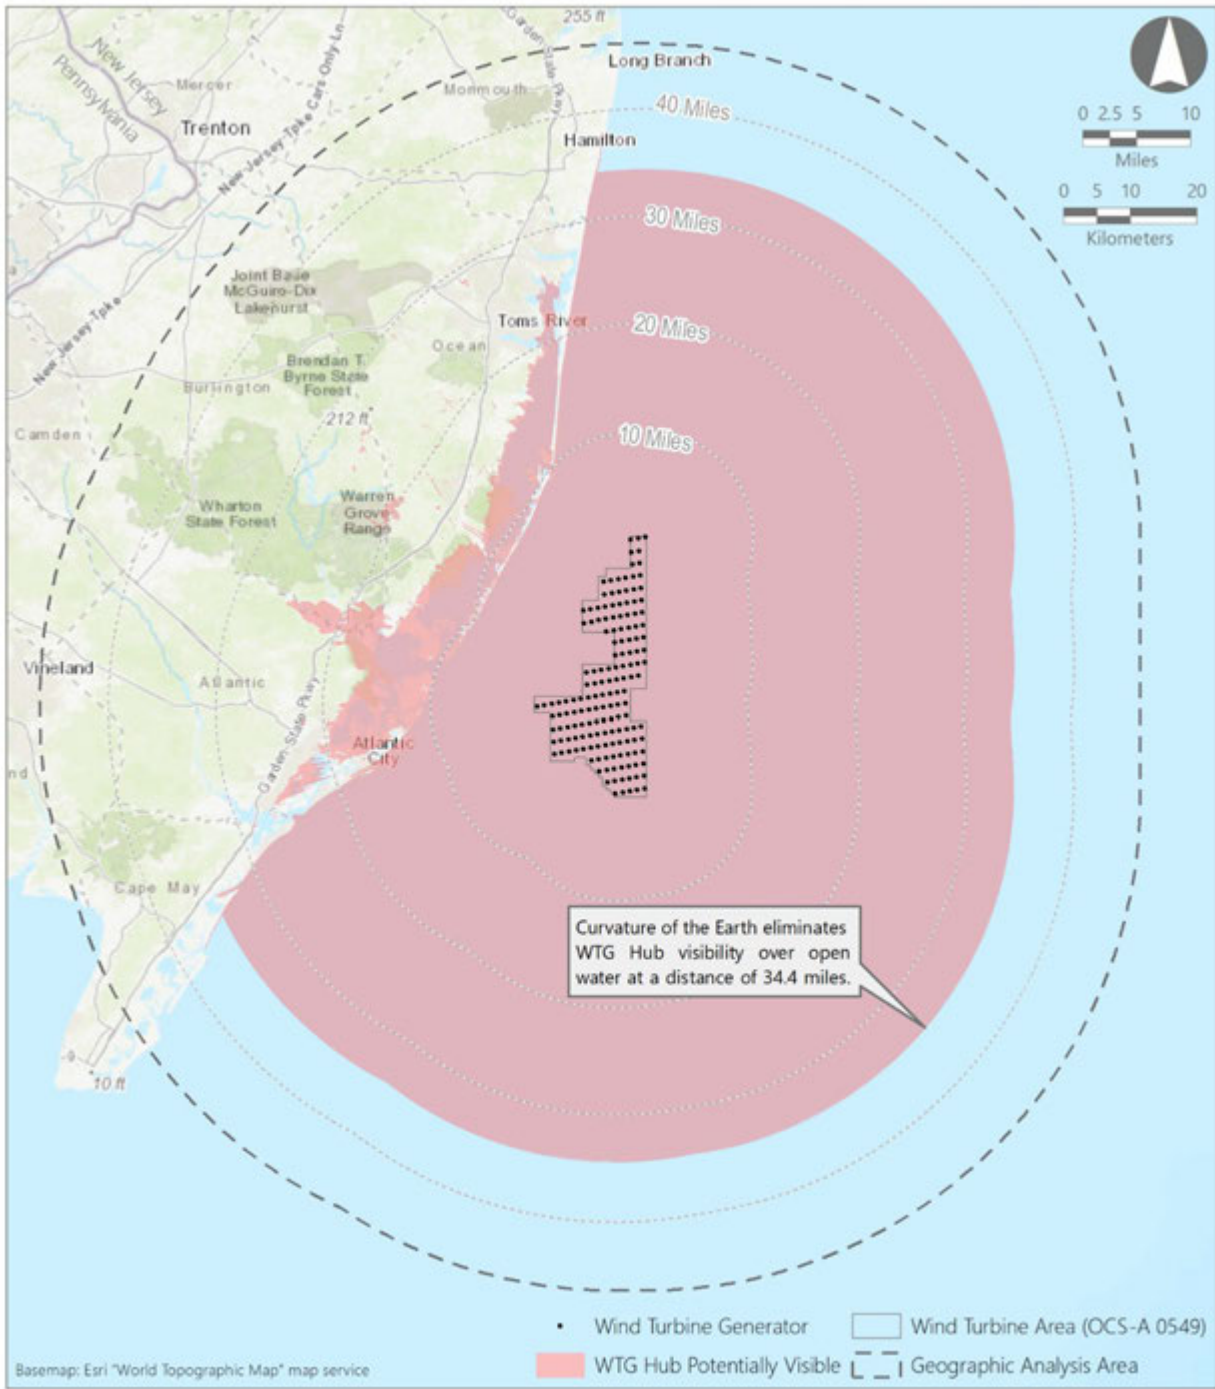 255 ft
Garden State Pkwy
Long Branch
New Jersey
Pennsylvania
Mercer
New Jersey Tpke Cars Only Ln
Monmouth
40 Miles
0 2.5 5 10
Miles
Trenton
Hamilton
0 5 10 20
Kilometers
30 Miles
Joint Base
McGuire-Dix
Lakehurst
Toms River
20 Miles
New Jersey-Tpke
Ocean
Brendan T.
Byrne State
Forest
Burlington
212 ft
Camden
10 Miles
Wharton
State Forest
Warren
Grove
Range
Vineland
Atlantic
Garden State Pkwy
Atlantic
City
nd
Cape May
Curvature of the Earth eliminates
WTG Hub visibility over open
water at a distance of 34.4 miles.
10 ft
Wind Turbine Generator
Wind Turbine Area (OCS-A 0549)
WTG Hub Potentially Visible
Geographic Analysis Area
Basemap: Esri "World Topographic Map" map service